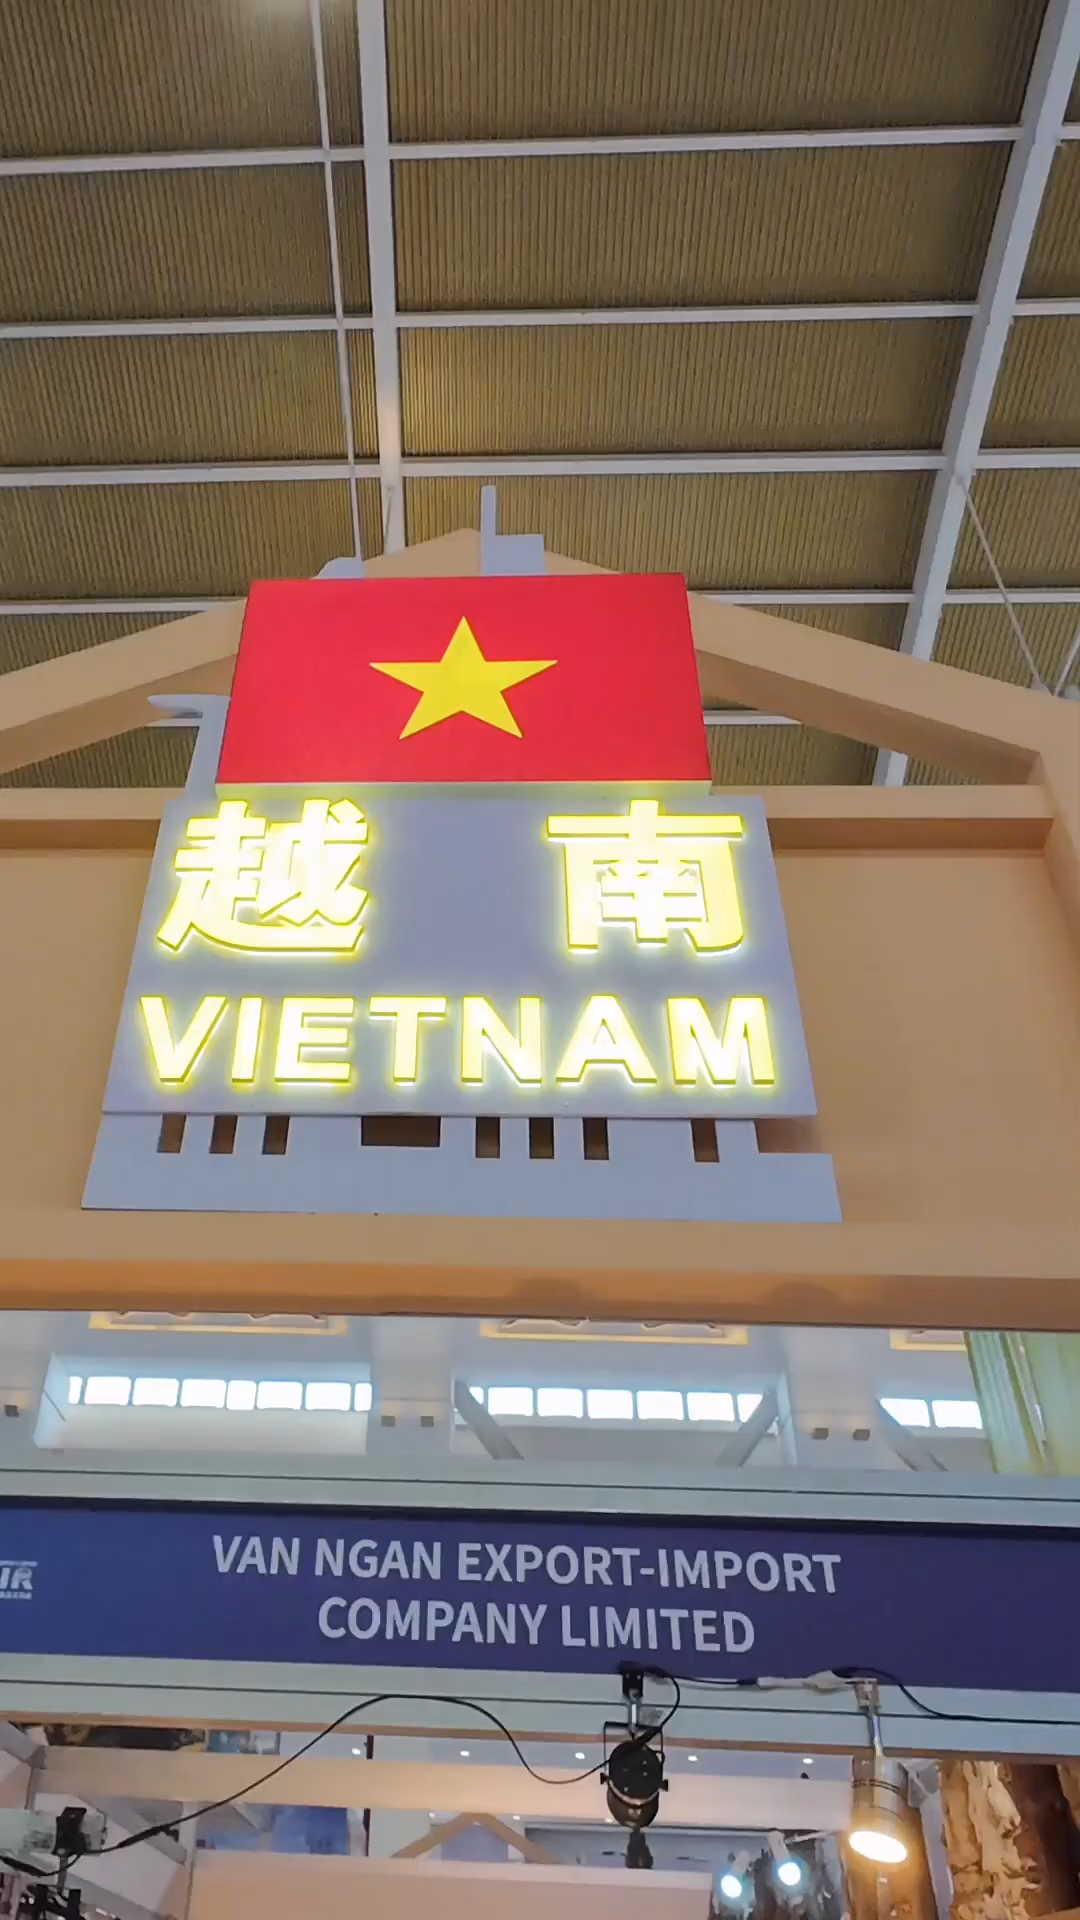 越 南
VIETNAM
VAN NGAN EXPORT-IMPORT
COMPANY LIMITED